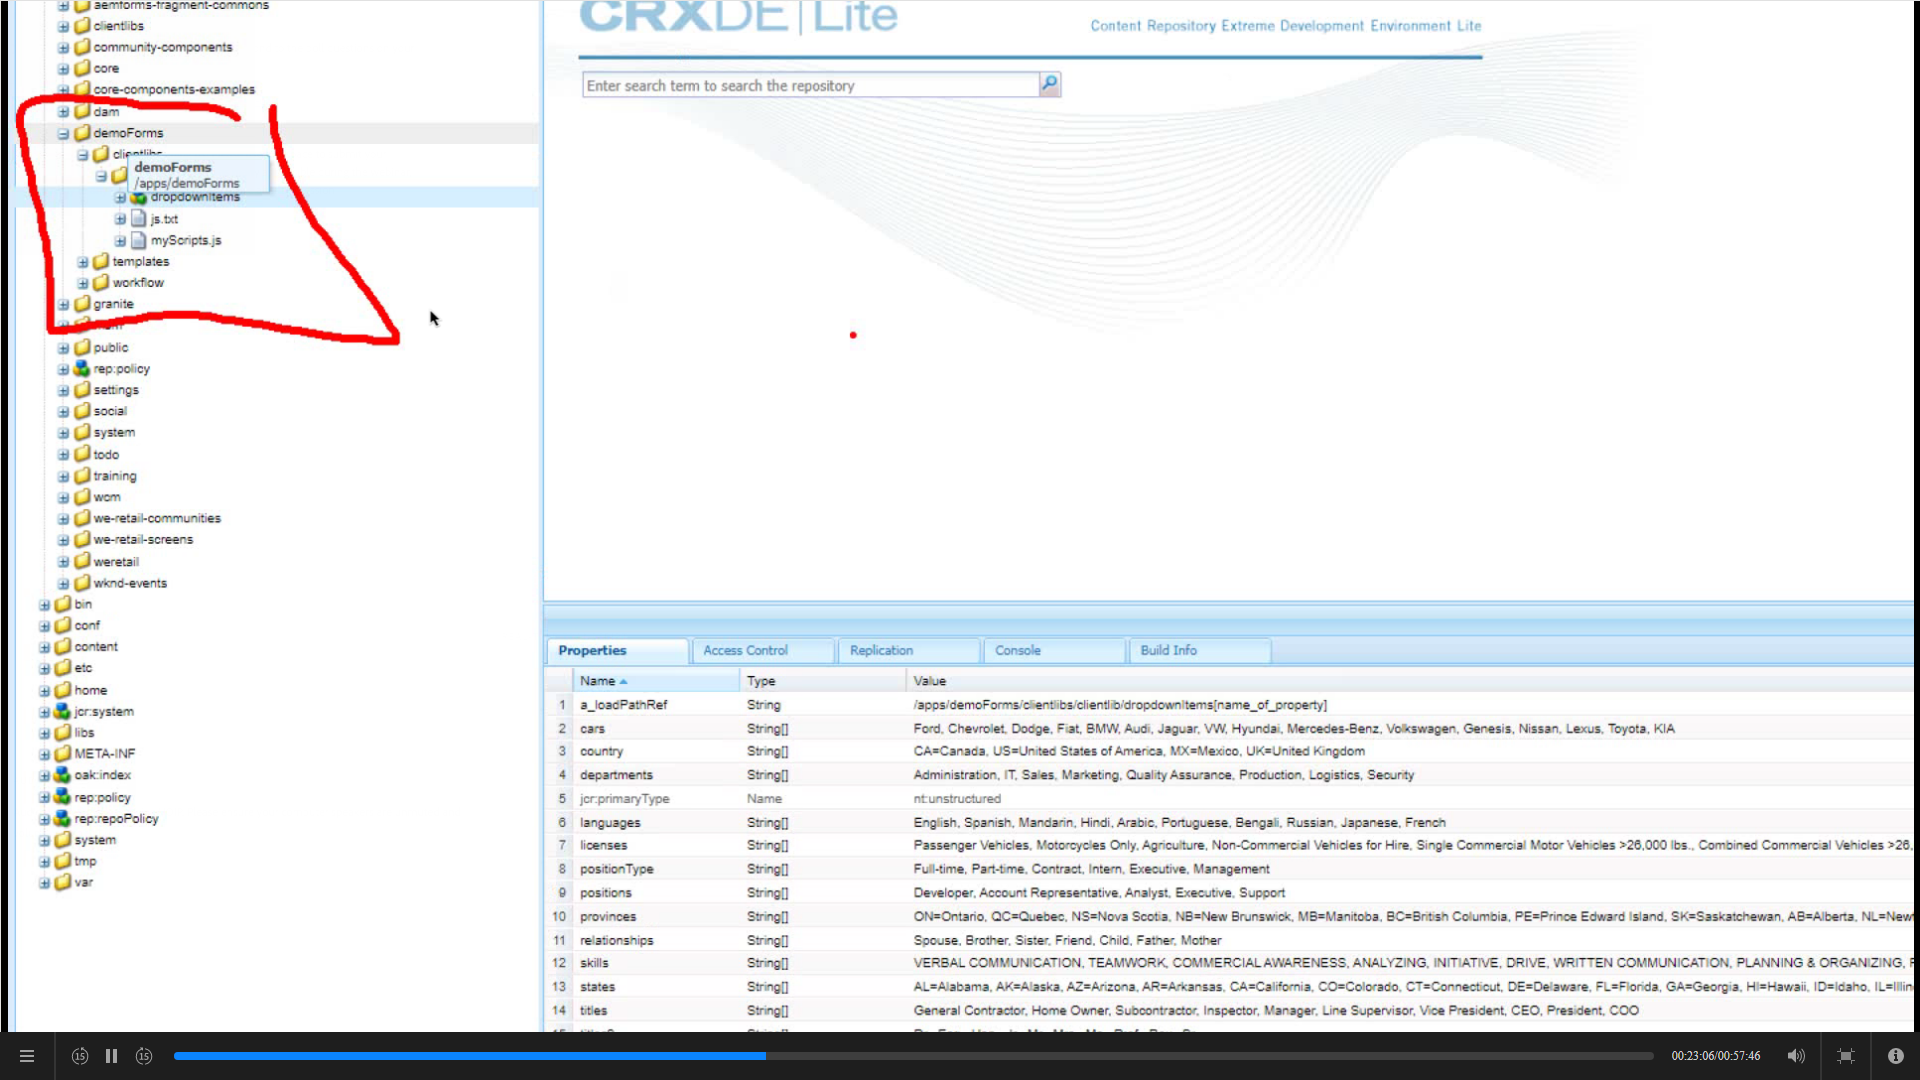 aemforms-fragment-commons
clientlibs
community-components
core
core-components-examples
dam
demoForms
clientlibs
demoForms
/apps/demoForms
dropdownItems
js.txt
myScripts.js
templates
workflow
granite
public
rep:policy
settings
social
system
todo
training
wcm
we-retail-communities
we-retail-screens
weretail
wknd-events
bin
conf
content
etc
home
jcr:system
libs
META-INF
oak:index
rep:policy
rep:repoPolicy
system
tmp
var
CRXDE | Lite
Content Repository Extreme Development Environment Lite
Enter search term to search the repository
Properties Access Control Replication Console Build Info
Name Type Value
1 a_loadPathRef String /apps/demoForms/clientlibs/clientlib/dropdownItems[name_of_property]
2 cars String[] Ford, Chevrolet, Dodge, Fiat, BMW, Audi, Jaguar, VW, Hyundai, Mercedes-Benz, Volkswagen, Genesis, Nissan, Lexus, Toyota, KIA
3 country String[] CA=Canada, US=United States of America, MX=Mexico, UK=United Kingdom
4 departments String[] Administration, IT, Sales, Marketing, Quality Assurance, Production, Logistics, Security
5 jcr:primaryType Name nt:unstructured
6 languages String[] English, Spanish, Mandarin, Hindi, Arabic, Portuguese, Bengali, Russian, Japanese, French
7 licenses String[] Passenger Vehicles, Motorcycles Only, Agriculture, Non-Commercial Vehicles for Hire, Single Commercial Motor Vehicles >26,000 lbs., Combined Commercial Vehicles >26,
8 positionType String[] Full-time, Part-time, Contract, Intern, Executive, Management
9 positions String[] Developer, Account Representative, Analyst, Executive, Support
10 provinces String[] ON=Ontario, QC=Quebec, NS=Nova Scotia, NB=New Brunswick, MB=Manitoba, BC=British Columbia, PE=Prince Edward Island, SK=Saskatchewan, AB=Alberta, NL=New
11 relationships String[] Spouse, Brother, Sister, Friend, Child, Father, Mother
12 skills String[] VERBAL COMMUNICATION, TEAMWORK, COMMERCIAL AWARENESS, ANALYZING, INITIATIVE, DRIVE, WRITTEN COMMUNICATION, PLANNING & ORGANIZING,
13 states String[] AL=Alabama, AK=Alaska, AZ=Arizona, AR=Arkansas, CA=California, CO=Colorado, CT=Connecticut, DE=Delaware, FL=Florida, GA=Georgia, HI=Hawaii, ID=Idaho, IL=Illin
14 titles String[] General Contractor, Home Owner, Subcontractor, Inspector, Manager, Line Supervisor, Vice President, CEO, President, COO
15 15 00:23:06/00:57:46